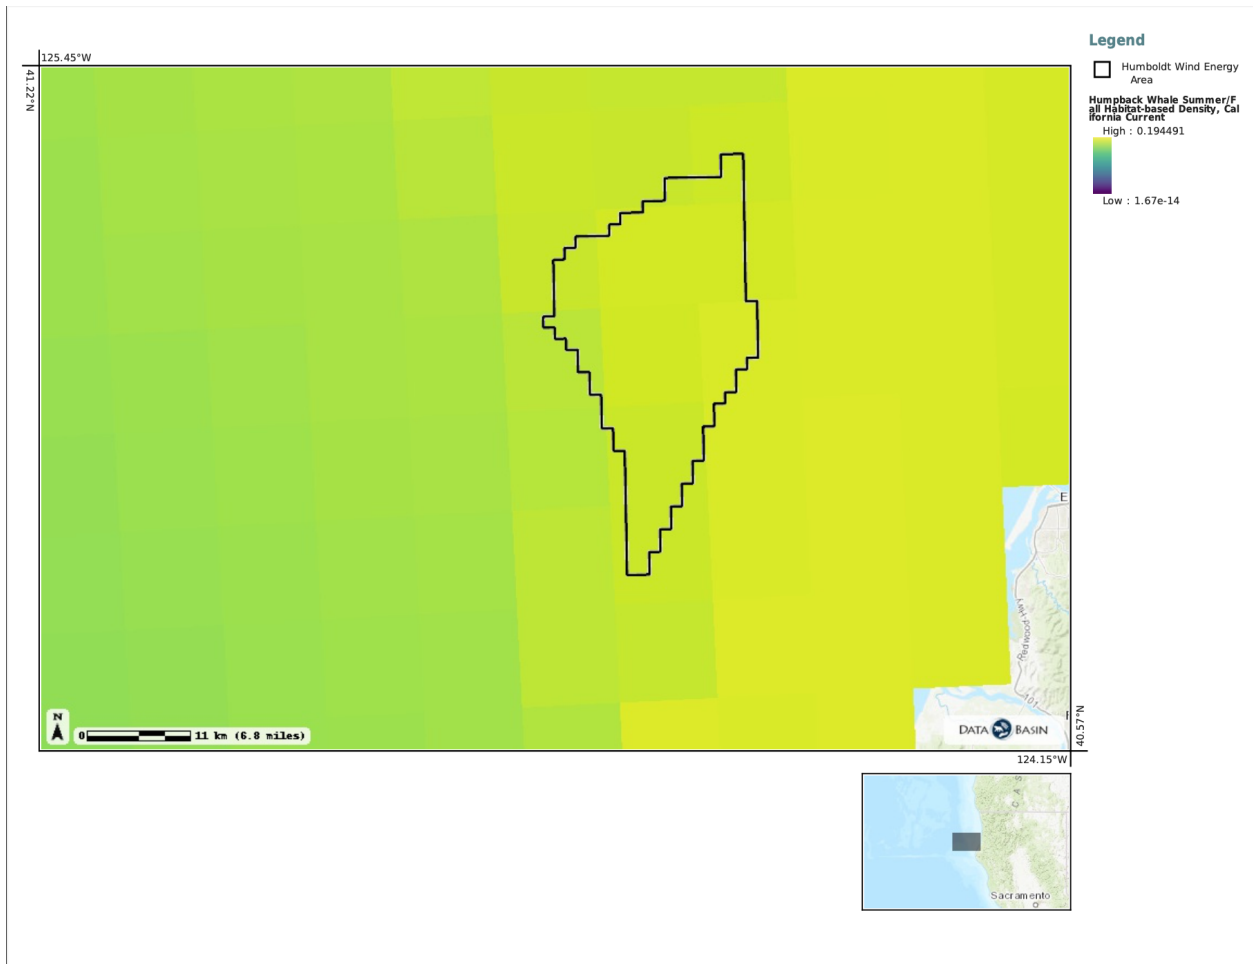 Legend
125.45°W
41.22°N
Humboldt Wind Energy
Area
Humpback Whale Summer/F
all Habitat-based Density, Cal
ifornia Current
High : 0.194491
Low : 1.67e-14
E
Redwood Hwy
101
F
N
0
11 km (6.8 miles)
DATA BASIN
40.57°N
124.15°W
C A S
Sacramento